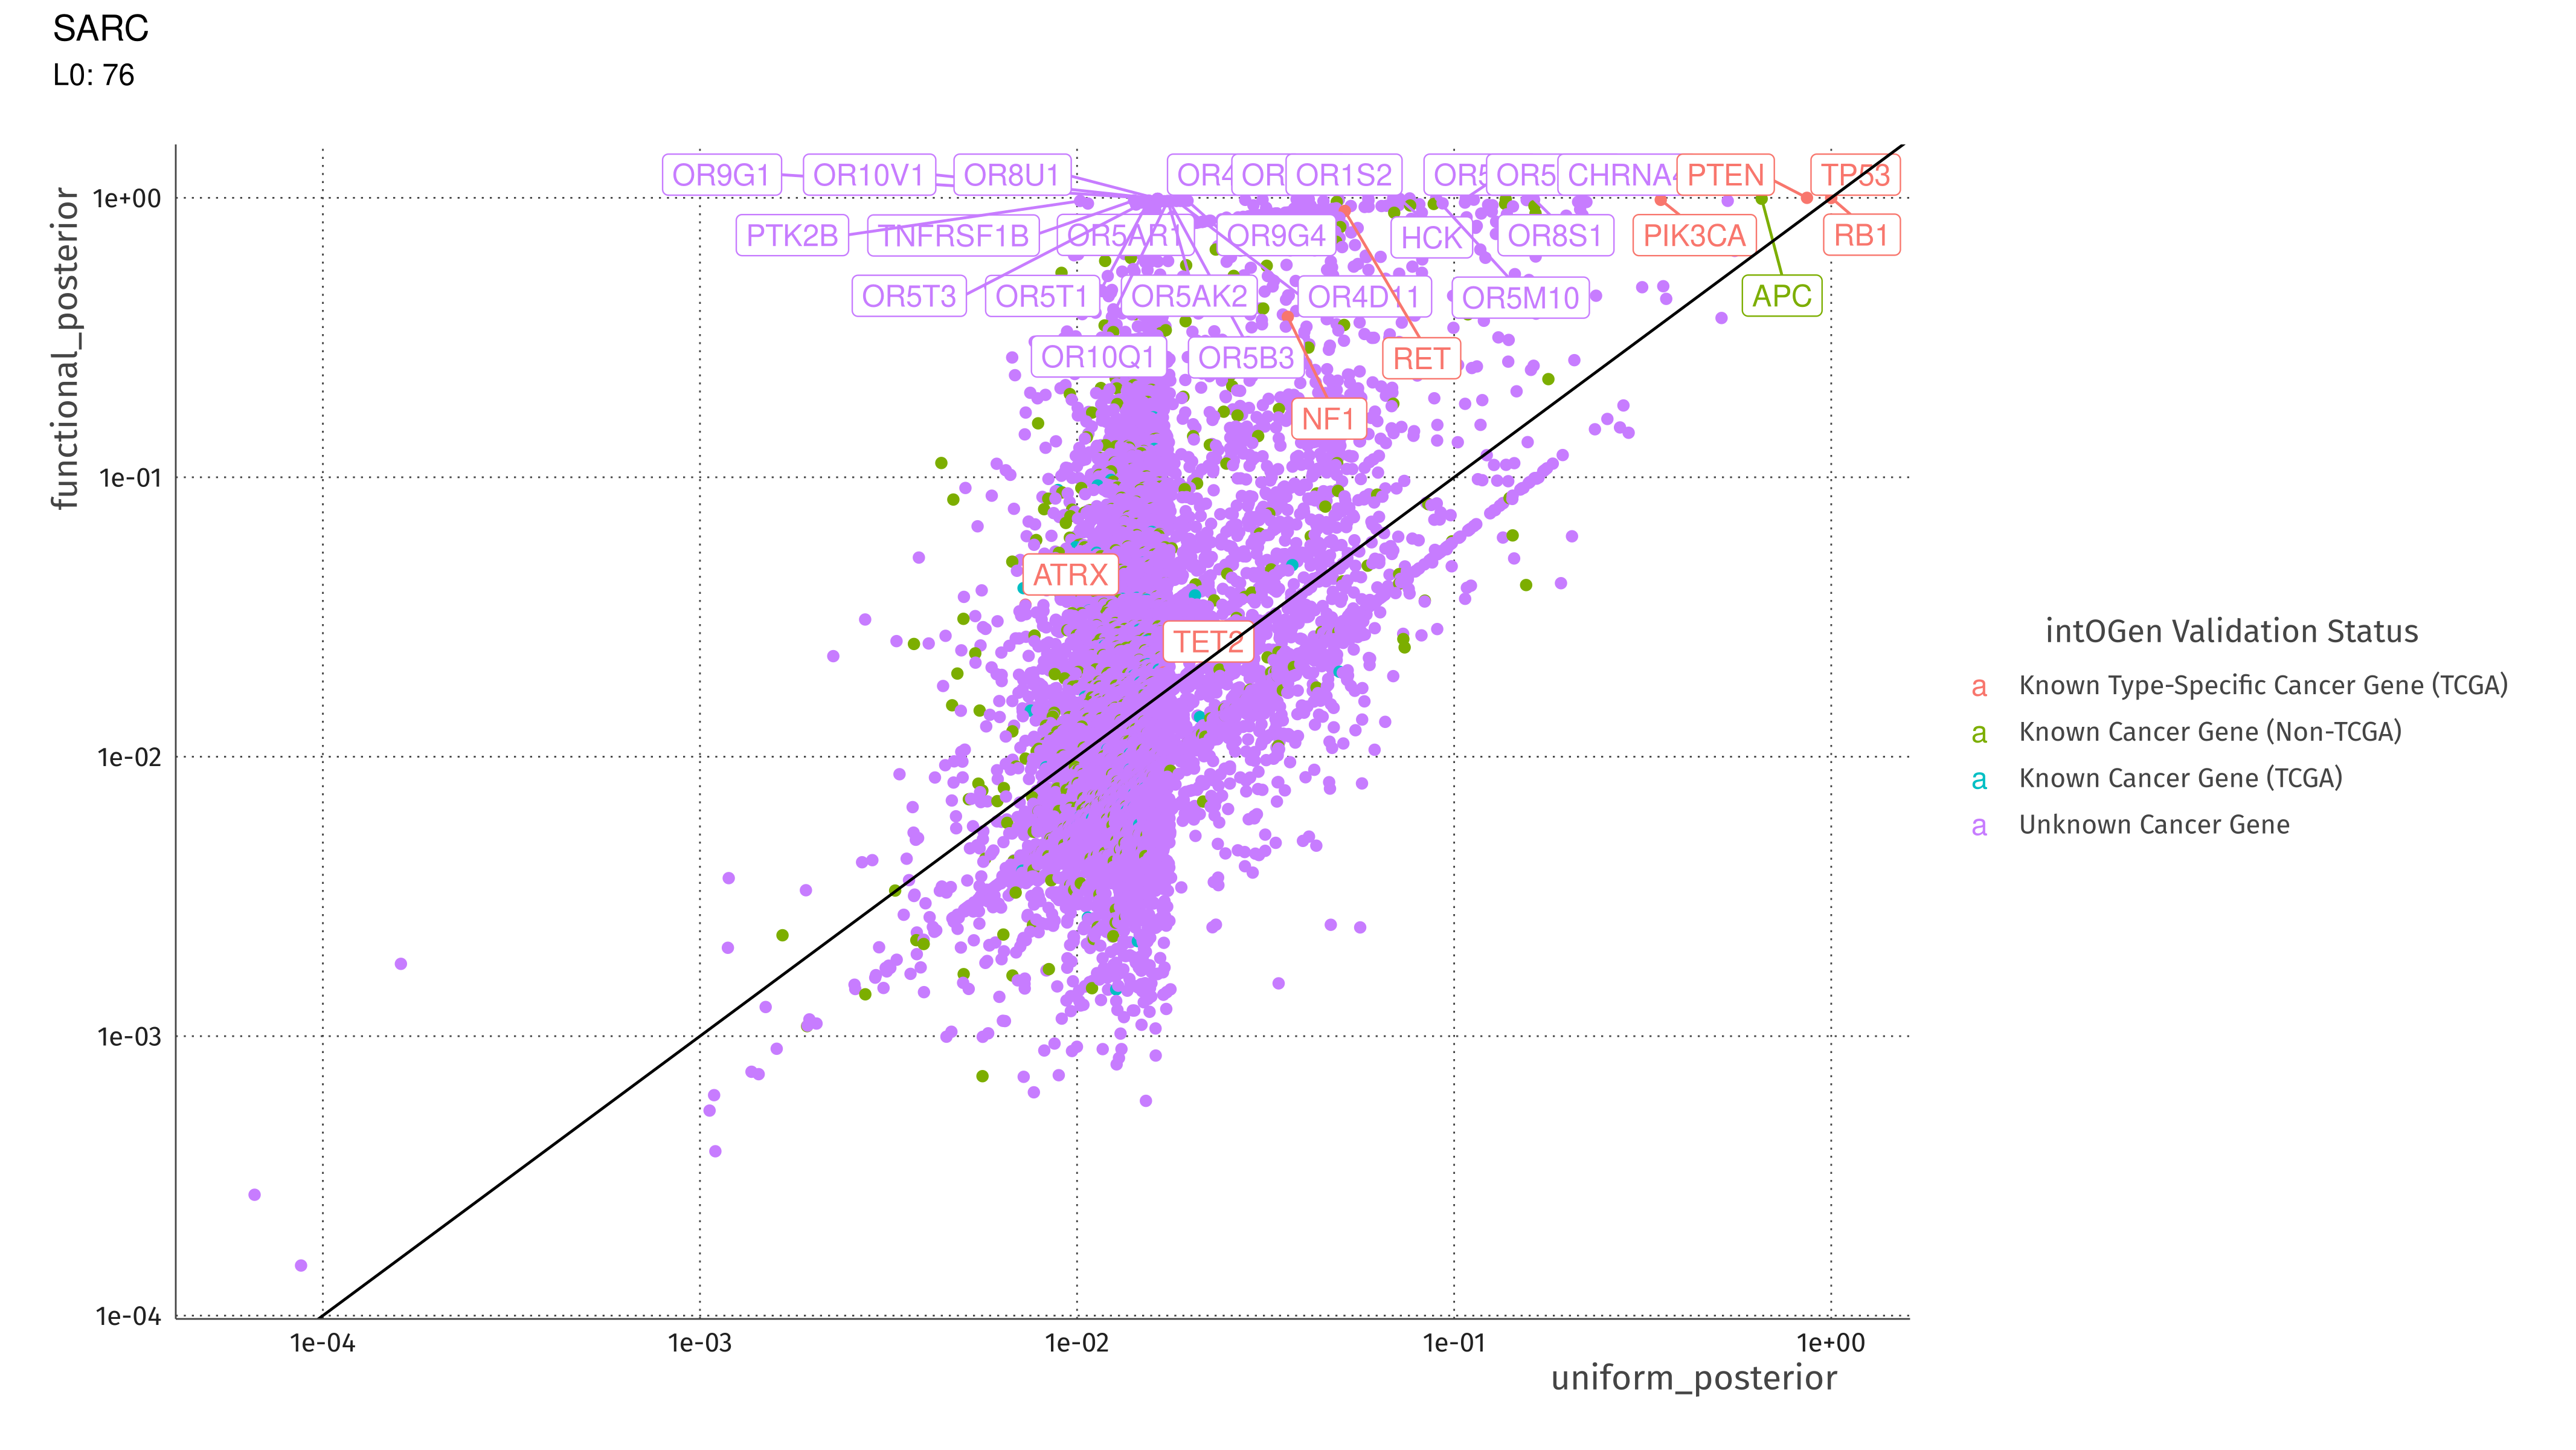 SARC
L0: 76
functional_posterior
1e+00
1e-01
1e-02
1e-03
1e-04
OR9G1
OR10V1
OR8U1
OR1S2
PTEN
TP53
PTK2B
TNFRSF1B
OR5AR1
OR9G4
HCK
OR8S1
PIK3CA
RB1
OR5T3
OR5T1
OR5AK2
OR4D11
OR5M10
APC
OR10Q1
OR5B3
RET
NF1
ATRX
TET2
1e-04
1e-03
1e-02
1e-01
1e+00
uniform_posterior
intOGen Validation Status
a Known Type-Specific Cancer Gene (TCGA)
a Known Cancer Gene (Non-TCGA)
a Known Cancer Gene (TCGA)
a Unknown Cancer Gene